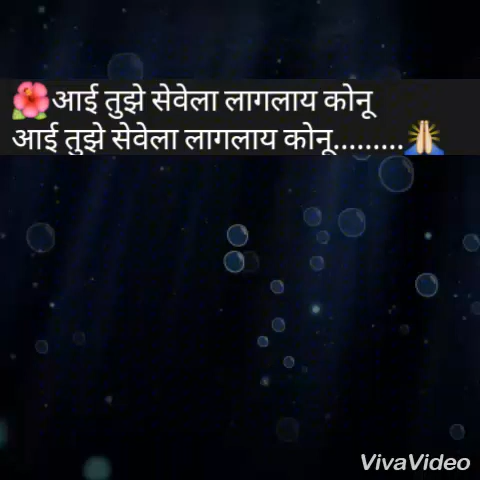 🌺आई तुझे सेवेला लागलाय कोनू
आई तुझे सेवेला लागलाय कोनू.........🙏
VivaVideo